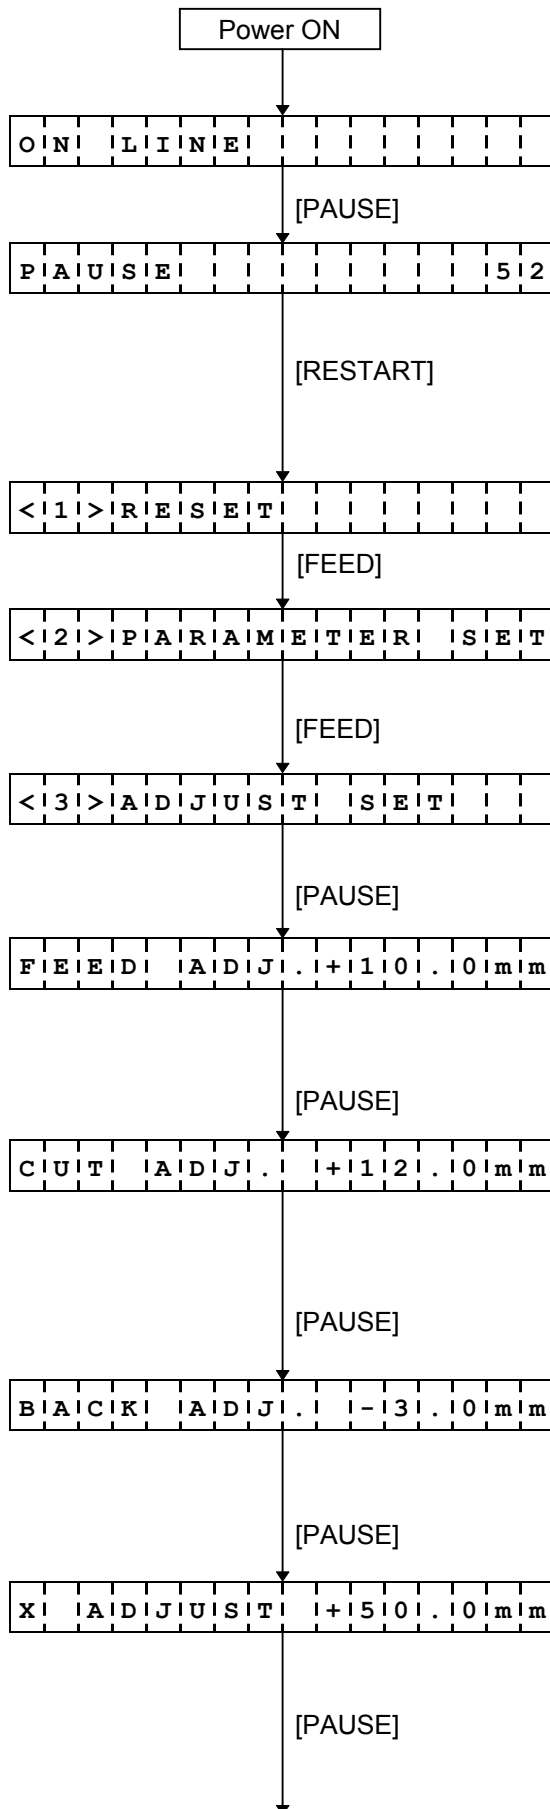 Power ON
ON LINE
[PAUSE]
PAUSE 52
[RESTART]
<1>RESET
[FEED]
<2>PARAMETER SET
[FEED]
<3>ADJUST SET
[PAUSE]
FEED ADJ.+10.0mm
[PAUSE]
CUT ADJ. +12.0mm
[PAUSE]
BACK ADJ. -3.0mm
[PAUSE]
X ADJUST +50.0mm
[PAUSE]